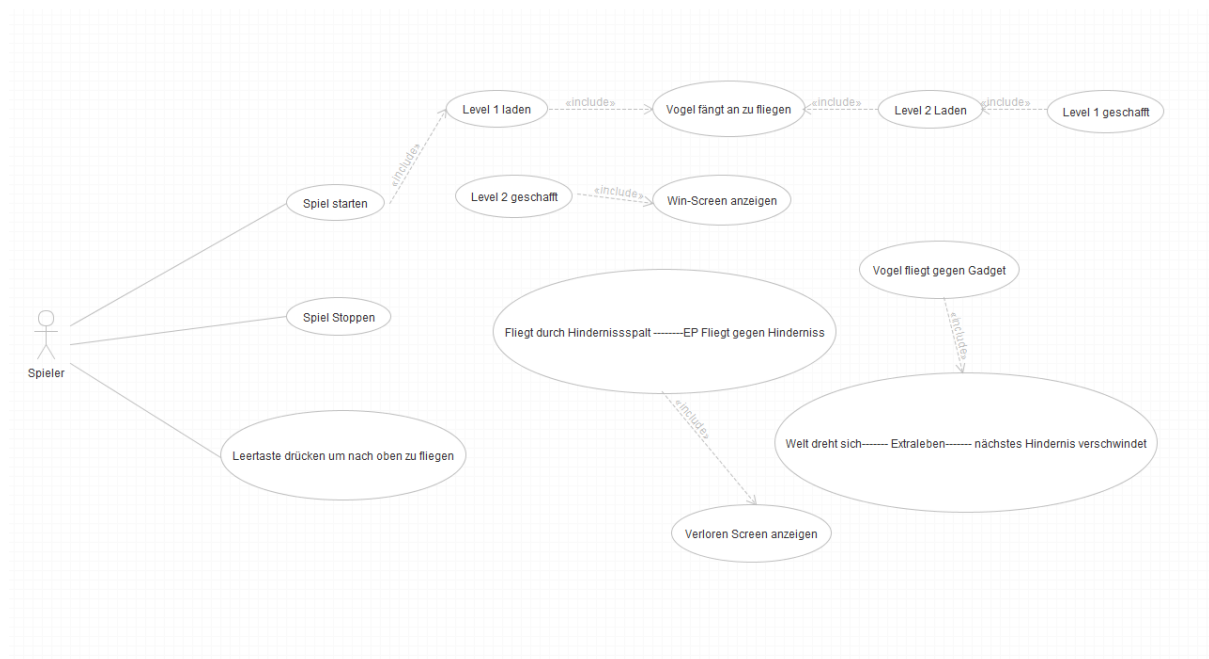 «include»
«include»
«include»
Level 1 laden
Vogel fängt an zu fliegen
Level 2 Laden
Level 1 geschafft
«include»
«include»
Level 2 geschafft
Win-Screen anzeigen
Spiel starten
Vogel fliegt gegen Gadget
Spiel Stoppen
«include»
Fliegt durch Hindernissspalt --------EP Fliegt gegen Hinderniss
Spieler
«include»
Welt dreht sich------- Extraleben------- nächstes Hindernis verschwindet
Leertaste drücken um nach oben zu fliegen
Verloren Screen anzeigen